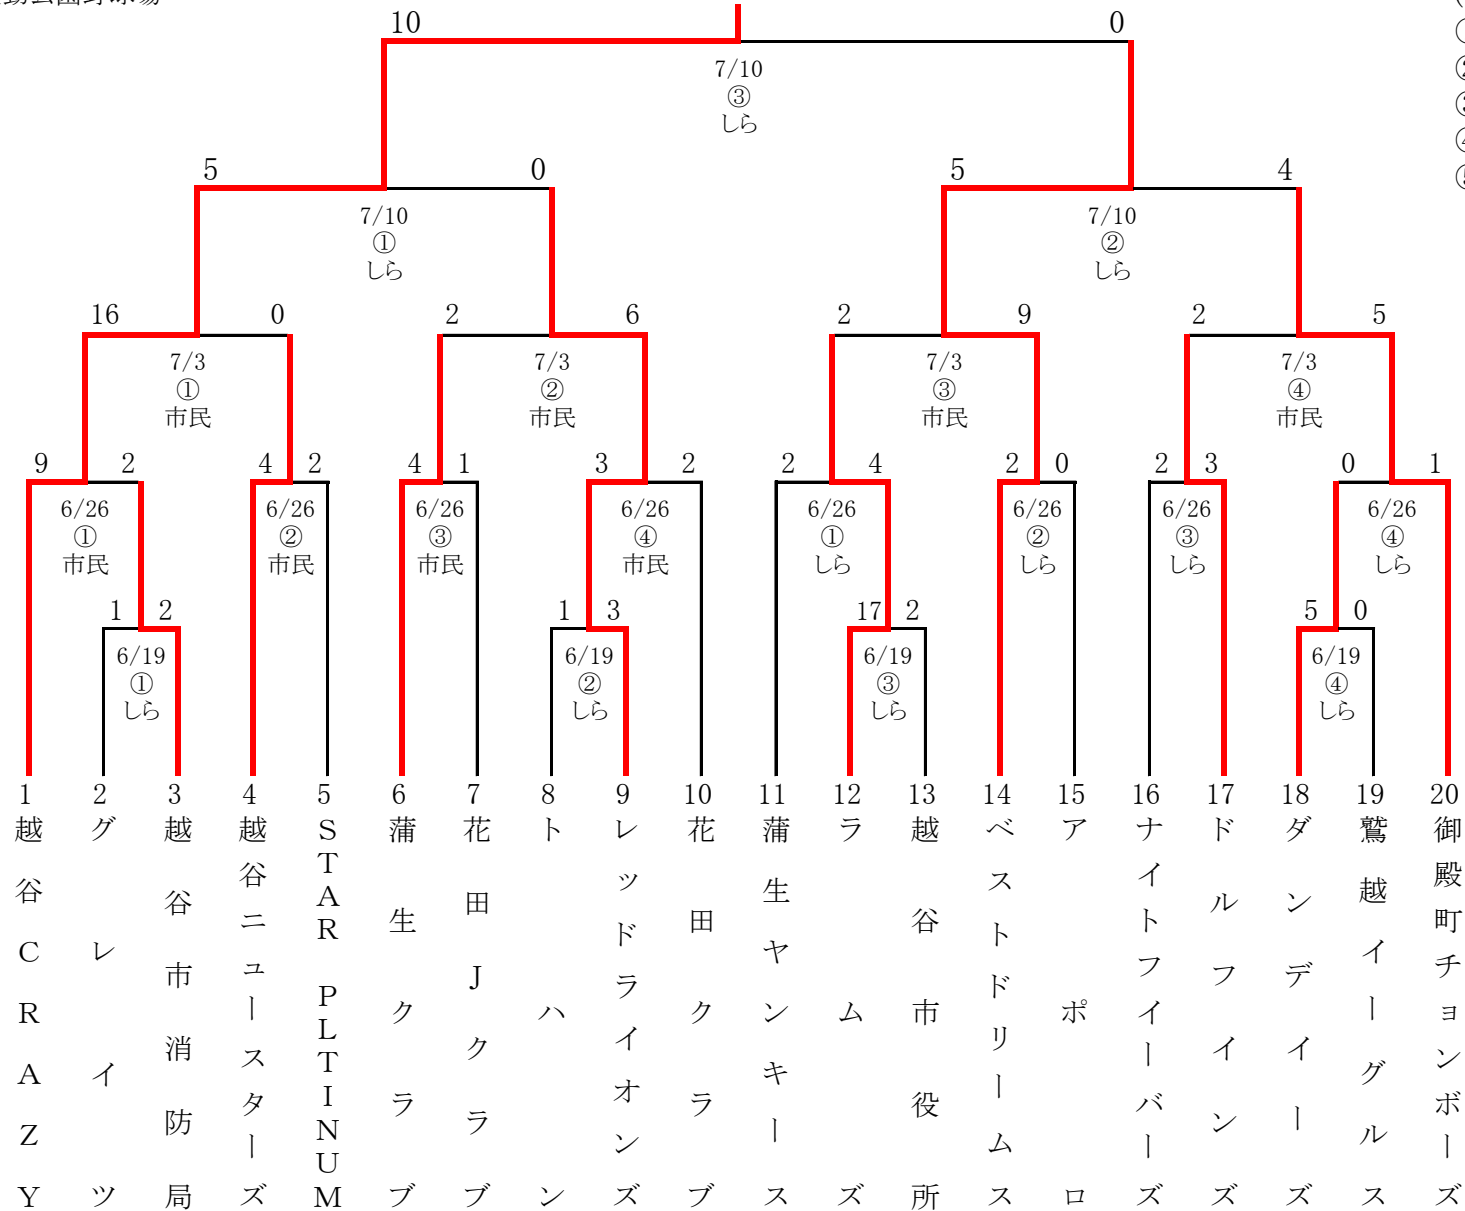 10 0
①
②
③
④
⑤
7/10
③
しら
5 0
5 4
7/10
①
しら
7/10
②
しら
16 0
2 6
2 9
2 5
7/3
①
市民
7/3
②
市民
7/3
③
市民
7/3
④
市民
9 2
4 2
4 1
3 2
2 4
2 0
2 3
0 1
6/26
①
市民
6/26
②
市民
6/26
③
市民
6/26
④
市民
6/26
①
しら
6/26
②
しら
6/26
③
しら
6/26
④
しら
1 2
1 3
17 2
5 0
6/19
①
しら
6/19
②
しら
6/19
③
しら
6/19
④
しら
1 越谷CRAZY
2 グレイツ
3 越谷市消防局
4 越谷ニュースターズ
5 STAR PLTINUM
6 蒲生クラブ
7 花田Jクラブ
8 トハン
9 レッドライオンズ
10 花田クラブ
11 蒲生ヤンキース
12 ラムズ
13 越谷市役所
14 ベストドリームス
15 アポロ
16 ナイトフイーバーズ
17 ドルフインズ
18 ダンデイーズ
19 鷲越イーグルス
20 御殿町チョンボーズ